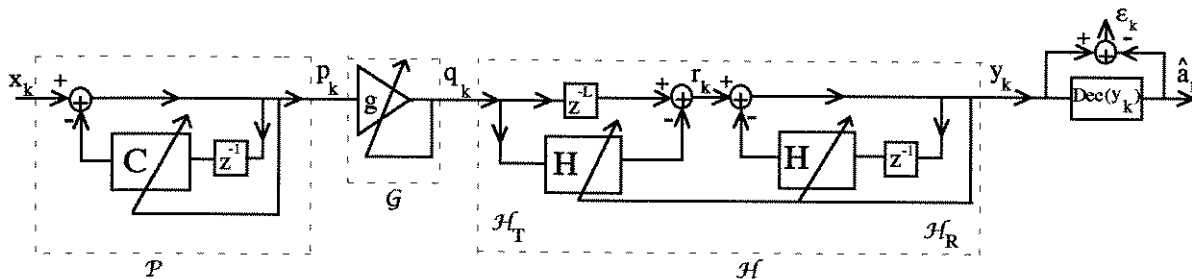 x_k + + - C z^-1 p_k
g q_k
z^-L + + - r_k + + - y_k
H H z^-1
+ + - ε_k
Dec(y_k) â
𝒫 𝒢 ℋ_T ℋ ℋ_R